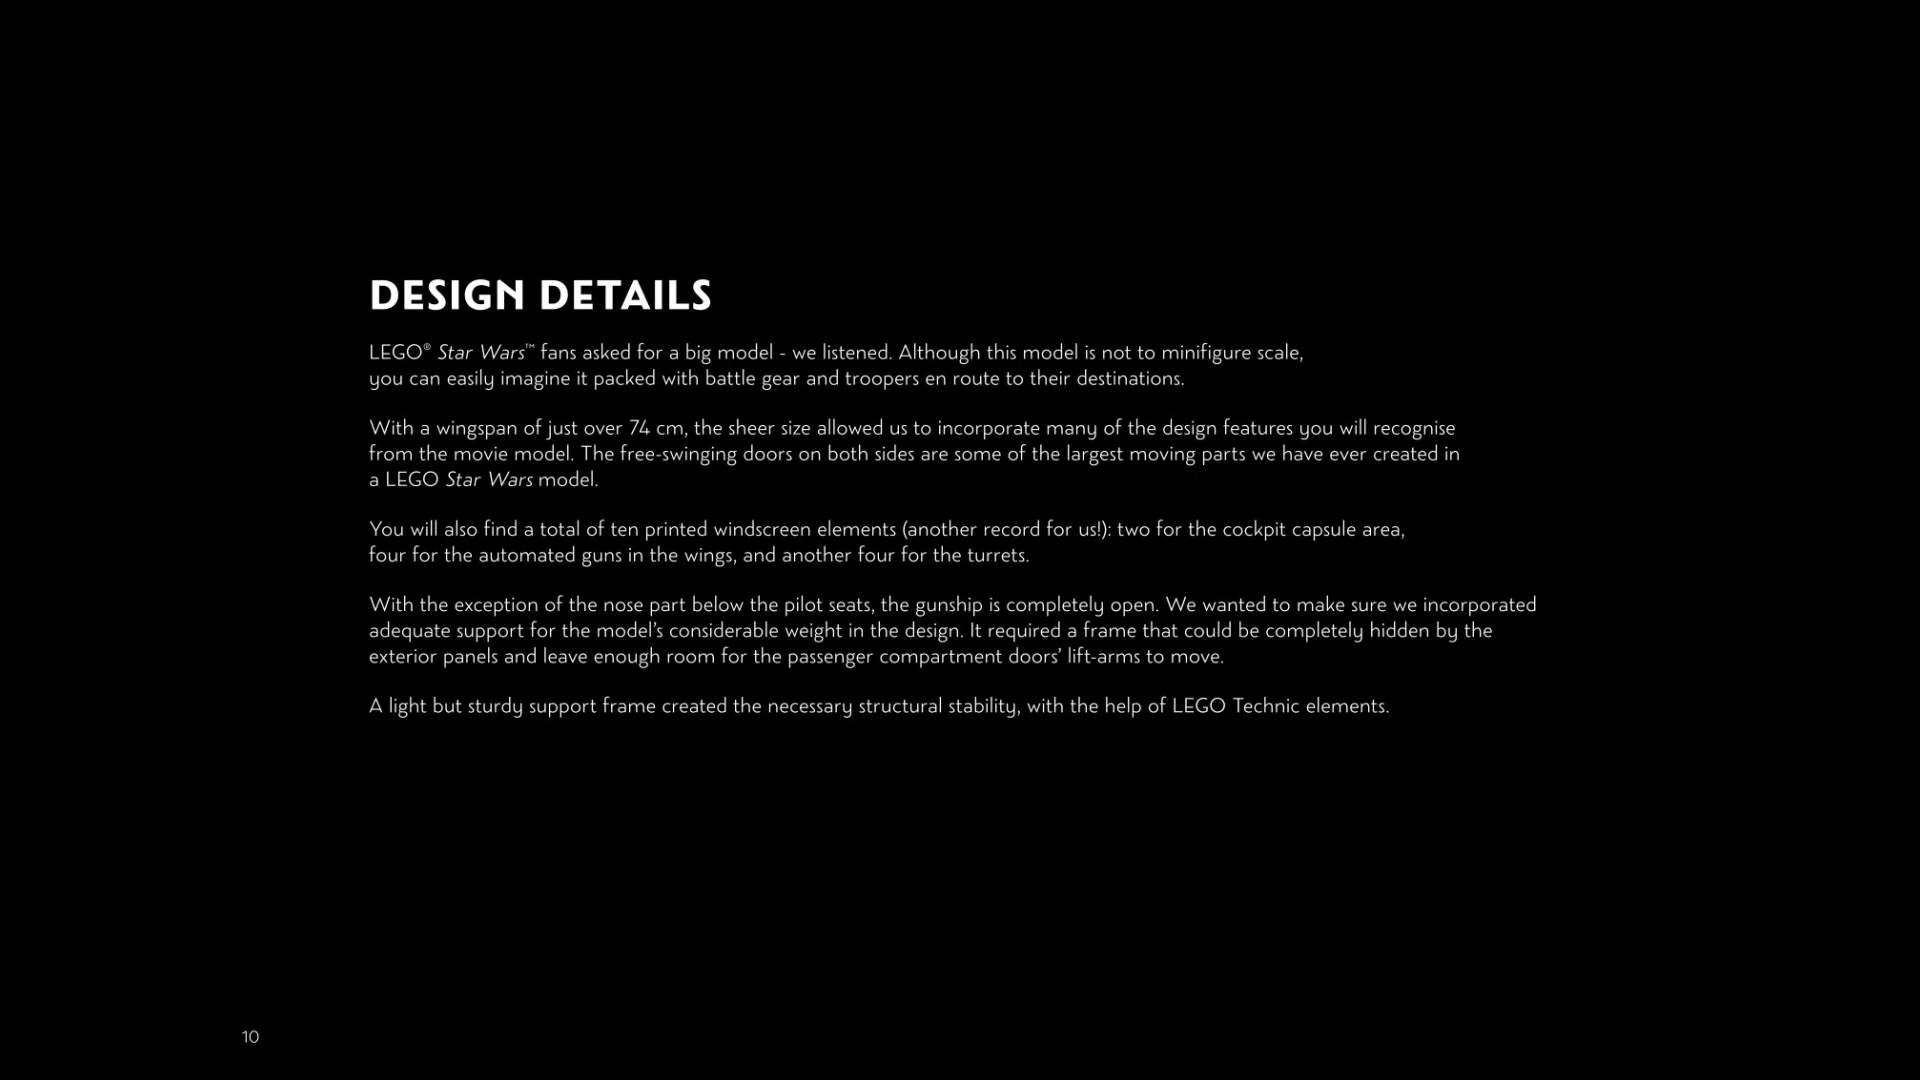 DESIGN DETAILS
LEGO® Star Wars™ fans asked for a big model - we listened. Although this model is not to minifigure scale,
you can easily imagine it packed with battle gear and troopers en route to their destinations.
With a wingspan of just over 74 cm, the sheer size allowed us to incorporate many of the design features you will recognise
from the movie model. The free-swinging doors on both sides are some of the largest moving parts we have ever created in
a LEGO Star Wars model.
You will also find a total of ten printed windscreen elements (another record for us!): two for the cockpit capsule area,
four for the automated guns in the wings, and another four for the turrets.
With the exception of the nose part below the pilot seats, the gunship is completely open. We wanted to make sure we incorporated
adequate support for the model’s considerable weight in the design. It required a frame that could be completely hidden by the
exterior panels and leave enough room for the passenger compartment doors’ lift-arms to move.
A light but sturdy support frame created the necessary structural stability, with the help of LEGO Technic elements.
10